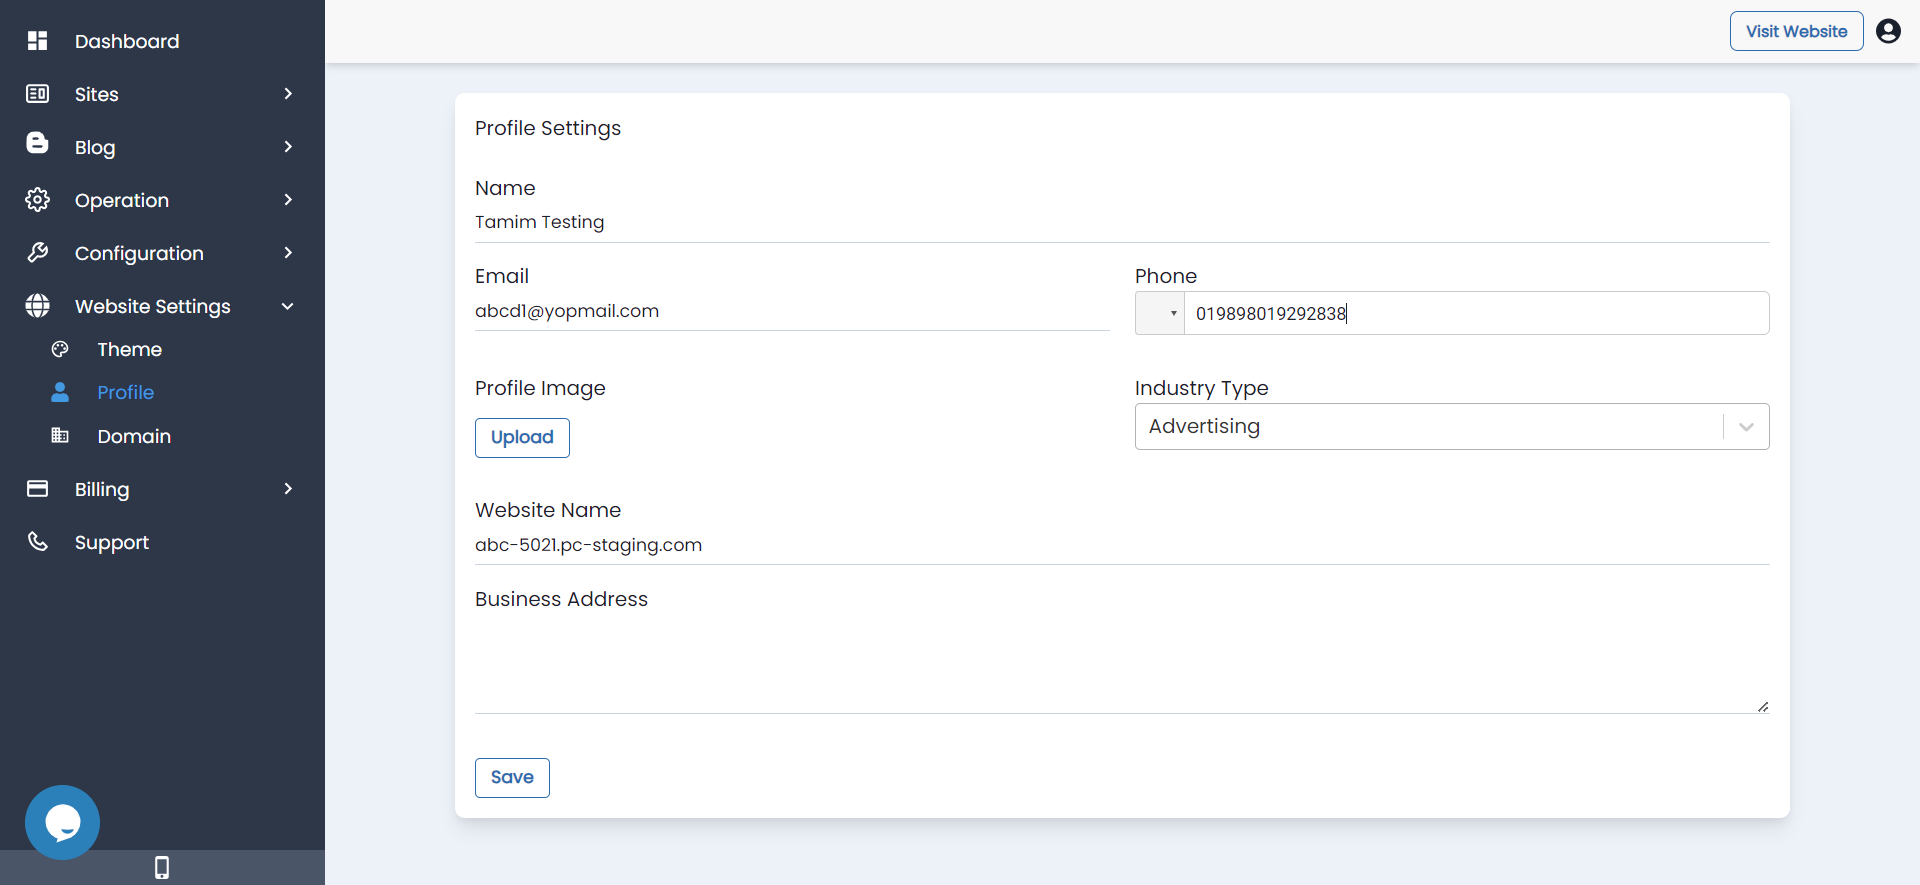 Dashboard
Sites
Blog
Operation
Configuration
Website Settings
Theme
Profile
Domain
Billing
Support
Visit Website
Profile Settings
Name
Tamim Testing
Email
abcd1@yopmail.com
Phone
019898019292838
Profile Image
Upload
Industry Type
Advertising
Website Name
abc-5021.pc-staging.com
Business Address
Save